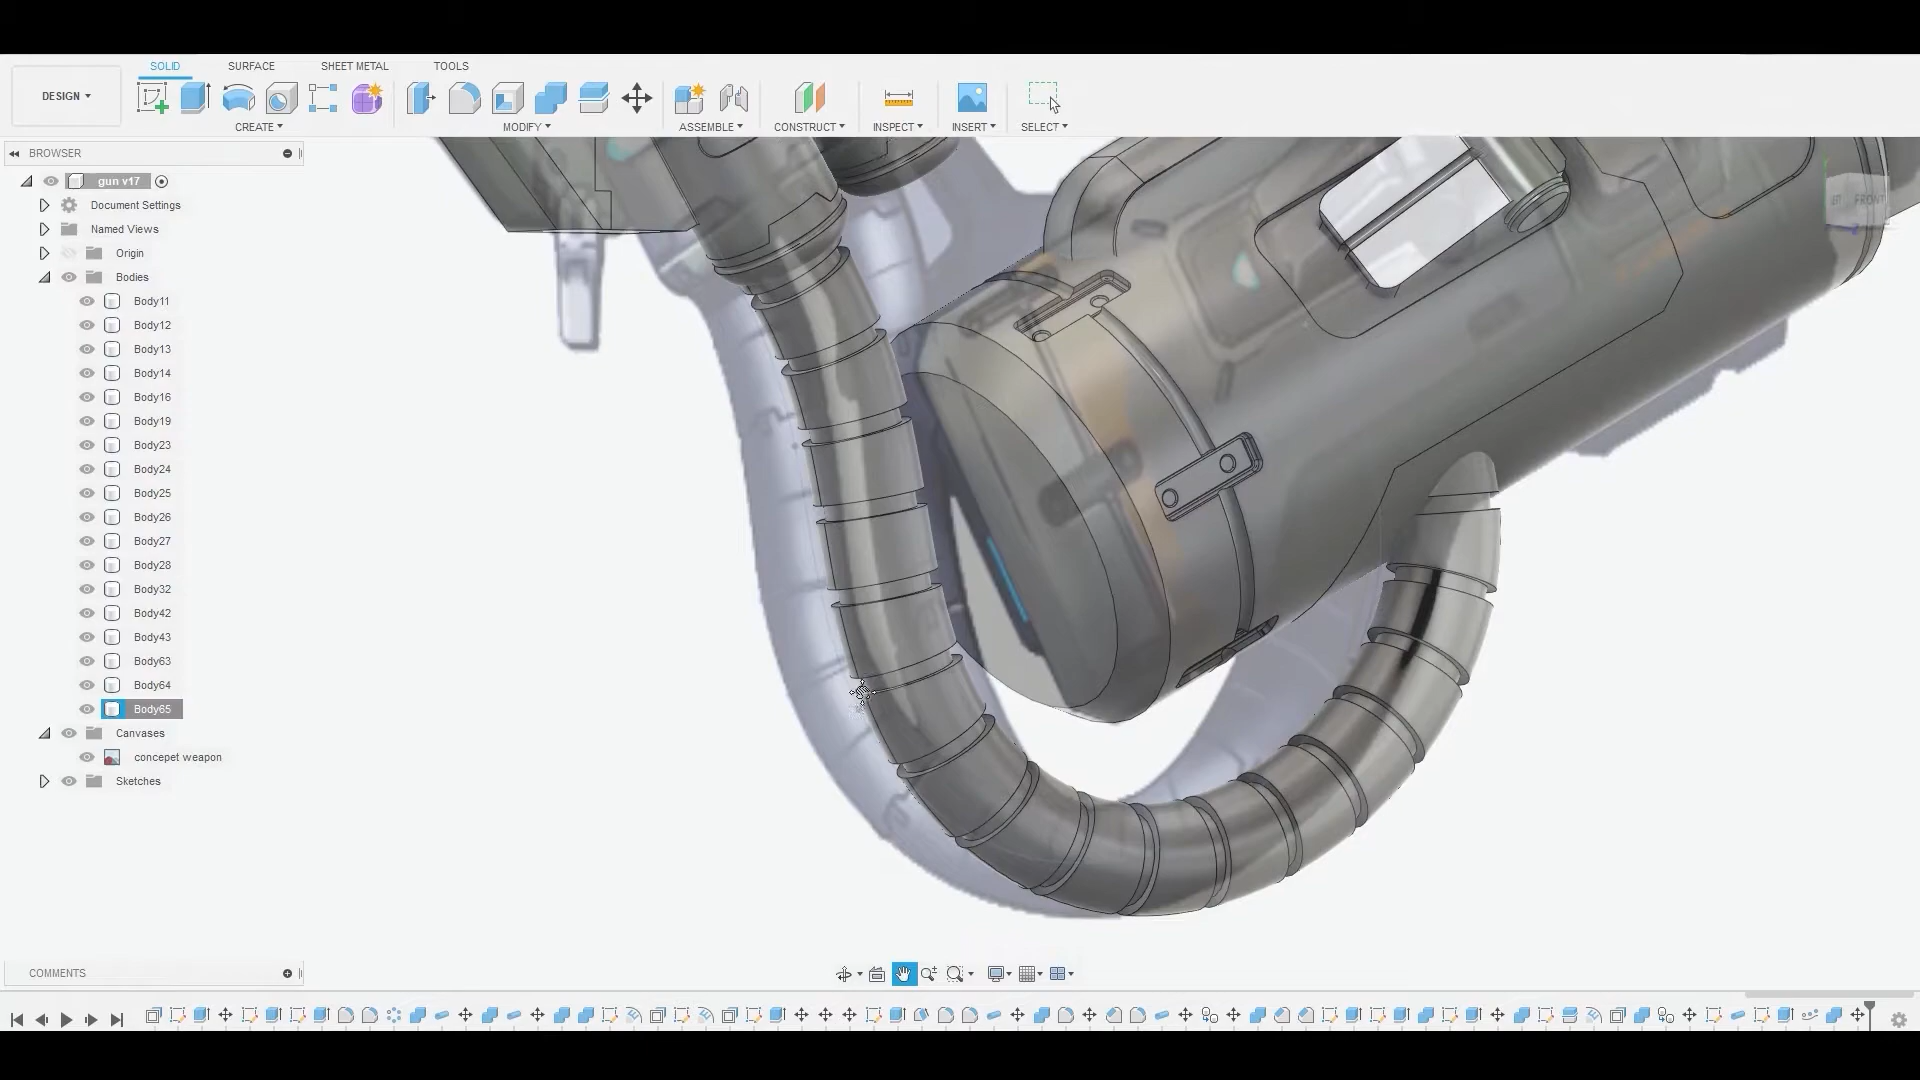 SOLID SURFACE SHEET METAL TOOLS
DESIGN
CREATE MODIFY ASSEMBLE CONSTRUCT INSPECT INSERT SELECT
BROWSER
gun v17
Document Settings
Named Views
Origin
Bodies
Body11
Body12
Body13
Body14
Body16
Body19
Body23
Body24
Body25
Body26
Body27
Body28
Body32
Body42
Body43
Body63
Body64
Body65
Canvases
concepet weapon
Sketches
FRONT
COMMENTS